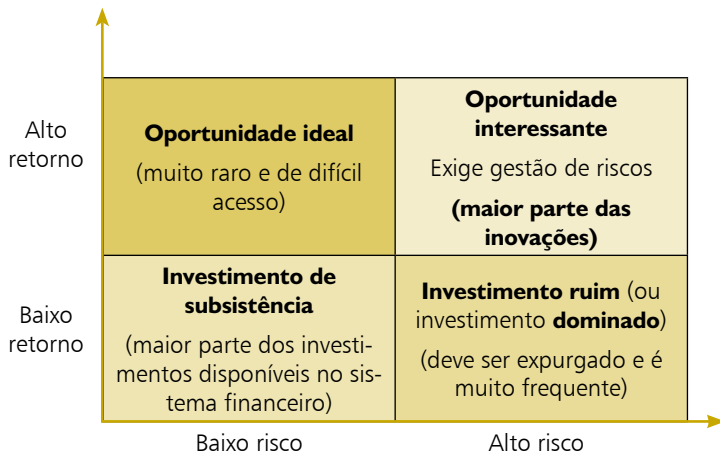 Alto
retorno
Oportunidade ideal
(muito raro e de difícil
acesso)
Oportunidade
interessante
Exige gestão de riscos
(maior parte das
inovações)
Baixo
retorno
Investimento de
subsistência
(maior parte dos investi-
mentos disponíveis no sis-
tema financeiro)
Investimento ruim (ou
investimento dominado)
(deve ser expurgado e é
muito frequente)
Baixo risco
Alto risco